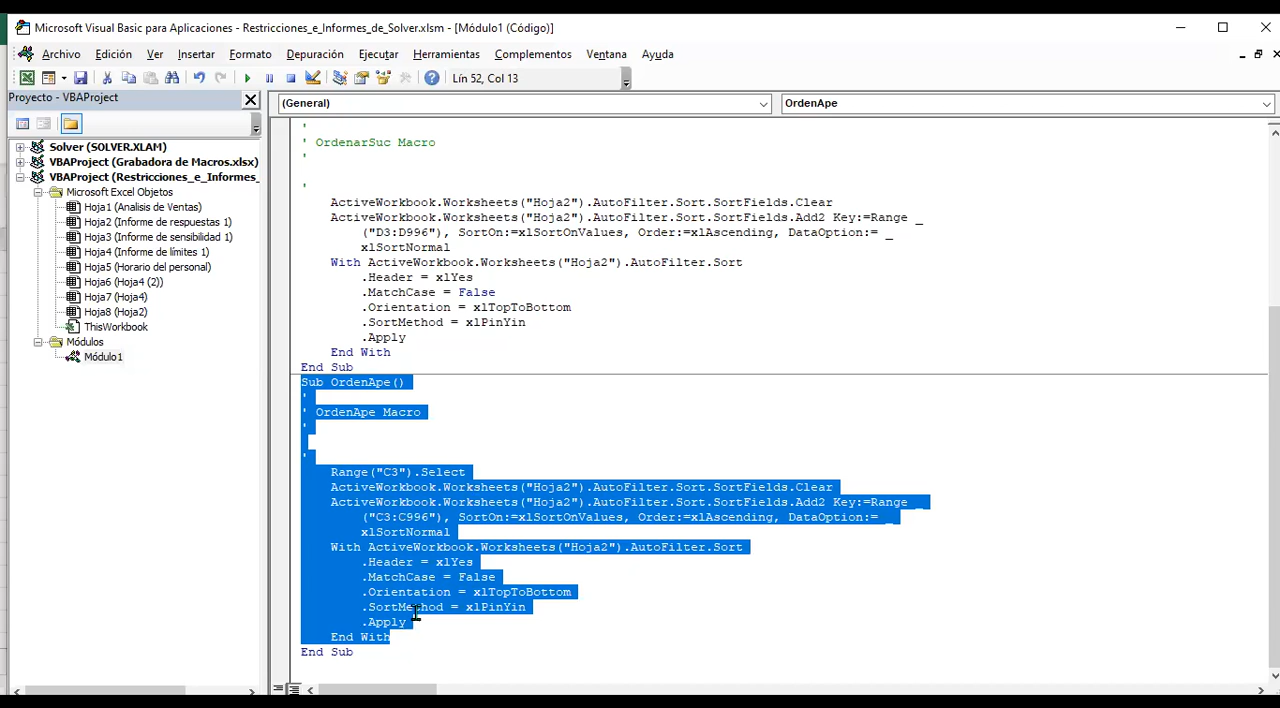 Microsoft Visual Basic para Aplicaciones - Restricciones_e_Informes_de_Solver.xlsm - [Módulo1 (Código)]
Archivo Edición Ver Insertar Formato Depuración Ejecutar Herramientas Complementos Ventana Ayuda
Lín 52, Col 13
Proyecto - VBAProject
(General) OrdenApe
Solver (SOLVER.XLAM)
VBAProject (Grabadora de Macros.xlsx)
VBAProject (Restricciones_e_Informes_
Microsoft Excel Objetos
Hoja1 (Analisis de Ventas)
Hoja2 (Informe de respuestas 1)
Hoja3 (Informe de sensibilidad 1)
Hoja4 (Informe de límites 1)
Hoja5 (Horario del personal)
Hoja6 (Hoja4 (2))
Hoja7 (Hoja4)
Hoja8 (Hoja2)
ThisWorkbook
Módulos
Módulo1
'
' OrdenarSuc Macro
'
'
ActiveWorkbook.Worksheets("Hoja2").AutoFilter.Sort.SortFields.Clear
ActiveWorkbook.Worksheets("Hoja2").AutoFilter.Sort.SortFields.Add2 Key:=Range _
("D3:D996"), SortOn:=xlSortOnValues, Order:=xlAscending, DataOption:= _
xlSortNormal
With ActiveWorkbook.Worksheets("Hoja2").AutoFilter.Sort
.Header = xlYes
.MatchCase = False
.Orientation = xlTopToBottom
.SortMethod = xlPinYin
.Apply
End With
End Sub
Sub OrdenApe()
'
' OrdenApe Macro
'
'
Range("C3").Select
ActiveWorkbook.Worksheets("Hoja2").AutoFilter.Sort.SortFields.Clear
ActiveWorkbook.Worksheets("Hoja2").AutoFilter.Sort.SortFields.Add2 Key:=Range _
("C3:C996"), SortOn:=xlSortOnValues, Order:=xlAscending, DataOption:= _
xlSortNormal
With ActiveWorkbook.Worksheets("Hoja2").AutoFilter.Sort
.Header = xlYes
.MatchCase = False
.Orientation = xlTopToBottom
.SortMethod = xlPinYin
.Apply
End With
End Sub